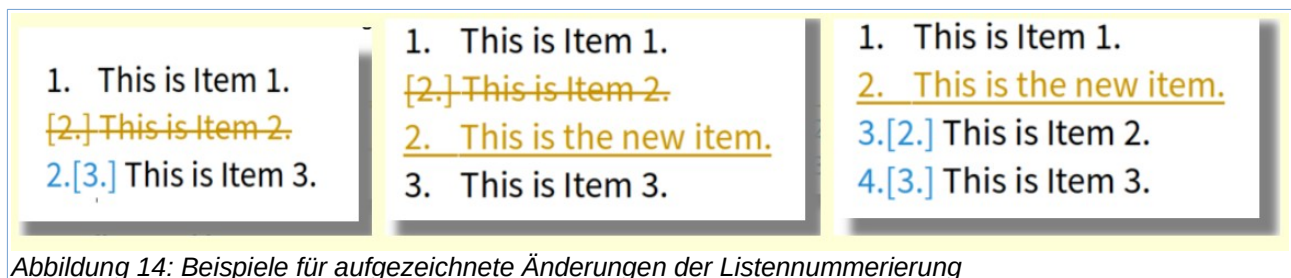 1. This is Item 1.
[2.] This is Item 2.
2.[3.] This is Item 3.
1. This is Item 1.
[2.] This is Item 2.
2. This is the new item.
3. This is Item 3.
1. This is Item 1.
2. This is the new item.
3.[2.] This is Item 2.
4.[3.] This is Item 3.
Abbildung 14: Beispiele für aufgezeichnete Änderungen der Listennummerierung